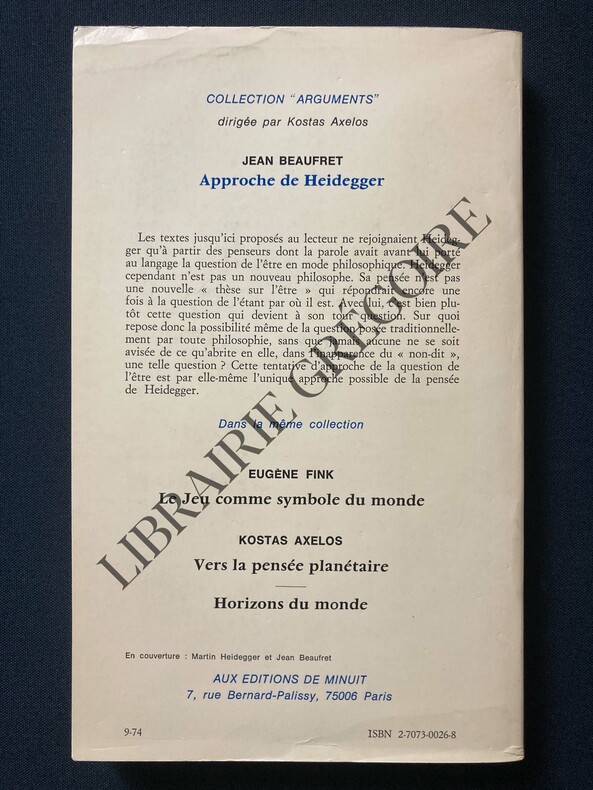 COLLECTION "ARGUMENTS"
dirigée par Kostas Axelos
JEAN BEAUFRET
Approche de Heidegger
Les textes jusqu'ici proposés au lecteur ne rejoignaient Heideg-
ger qu'à partir des penseurs dont la parole avait avant lui porté
au langage la question de l'être en mode philosophique. Heidegger
cependant n'est pas un nouveau philosophe. Sa pensée n'est pas
une nouvelle « thèse sur l'être » qui répondrait encore une
fois à la question de l'étant par où il est. Avec lui, c'est bien plu-
tôt cette question qui devient à son tour question. Sur quoi
repose donc la possibilité même de la question posée traditionnelle-
ment par toute philosophie, sans que jamais aucune ne se soit
avisée de ce qu'abrite en elle, dans l'inapparence du « non-dit »,
une telle question ? Cette tentative d'approche de la question de
l'être est par elle-même l'unique approche possible de la pensée
de Heidegger.
Dans la même collection
EUGÈNE FINK
Le Jeu comme symbole du monde
KOSTAS AXELOS
Vers la pensée planétaire
Horizons du monde
En couverture : Martin Heidegger et Jean Beaufret
AUX EDITIONS DE MINUIT
7, rue Bernard-Palissy, 75006 Paris
9-74 ISBN 2-7073-0026-8
LIBRAIRIE GRÉGOIRE